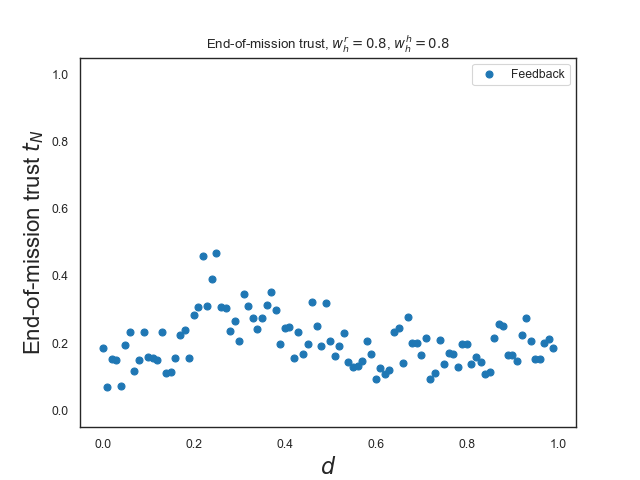 End-of-mission trust, $w_h^r = 0.8$, $w_h^h = 0.8$
Feedback
End-of-mission trust $t_N$
1.0
0.8
0.6
0.4
0.2
0.0
0.0 0.2 0.4 0.6 0.8 1.0
d